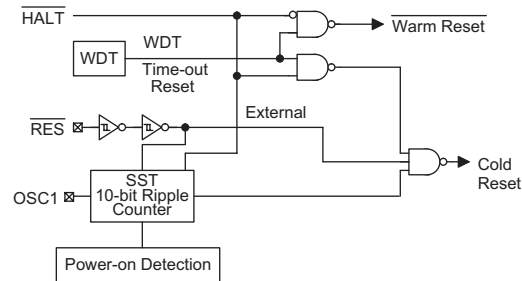 HALT
WDT
WDT
Time-out
Reset
Warm Reset
RES
External
Cold
Reset
OSC1
SST
10-bit Ripple
Counter
Power-on Detection